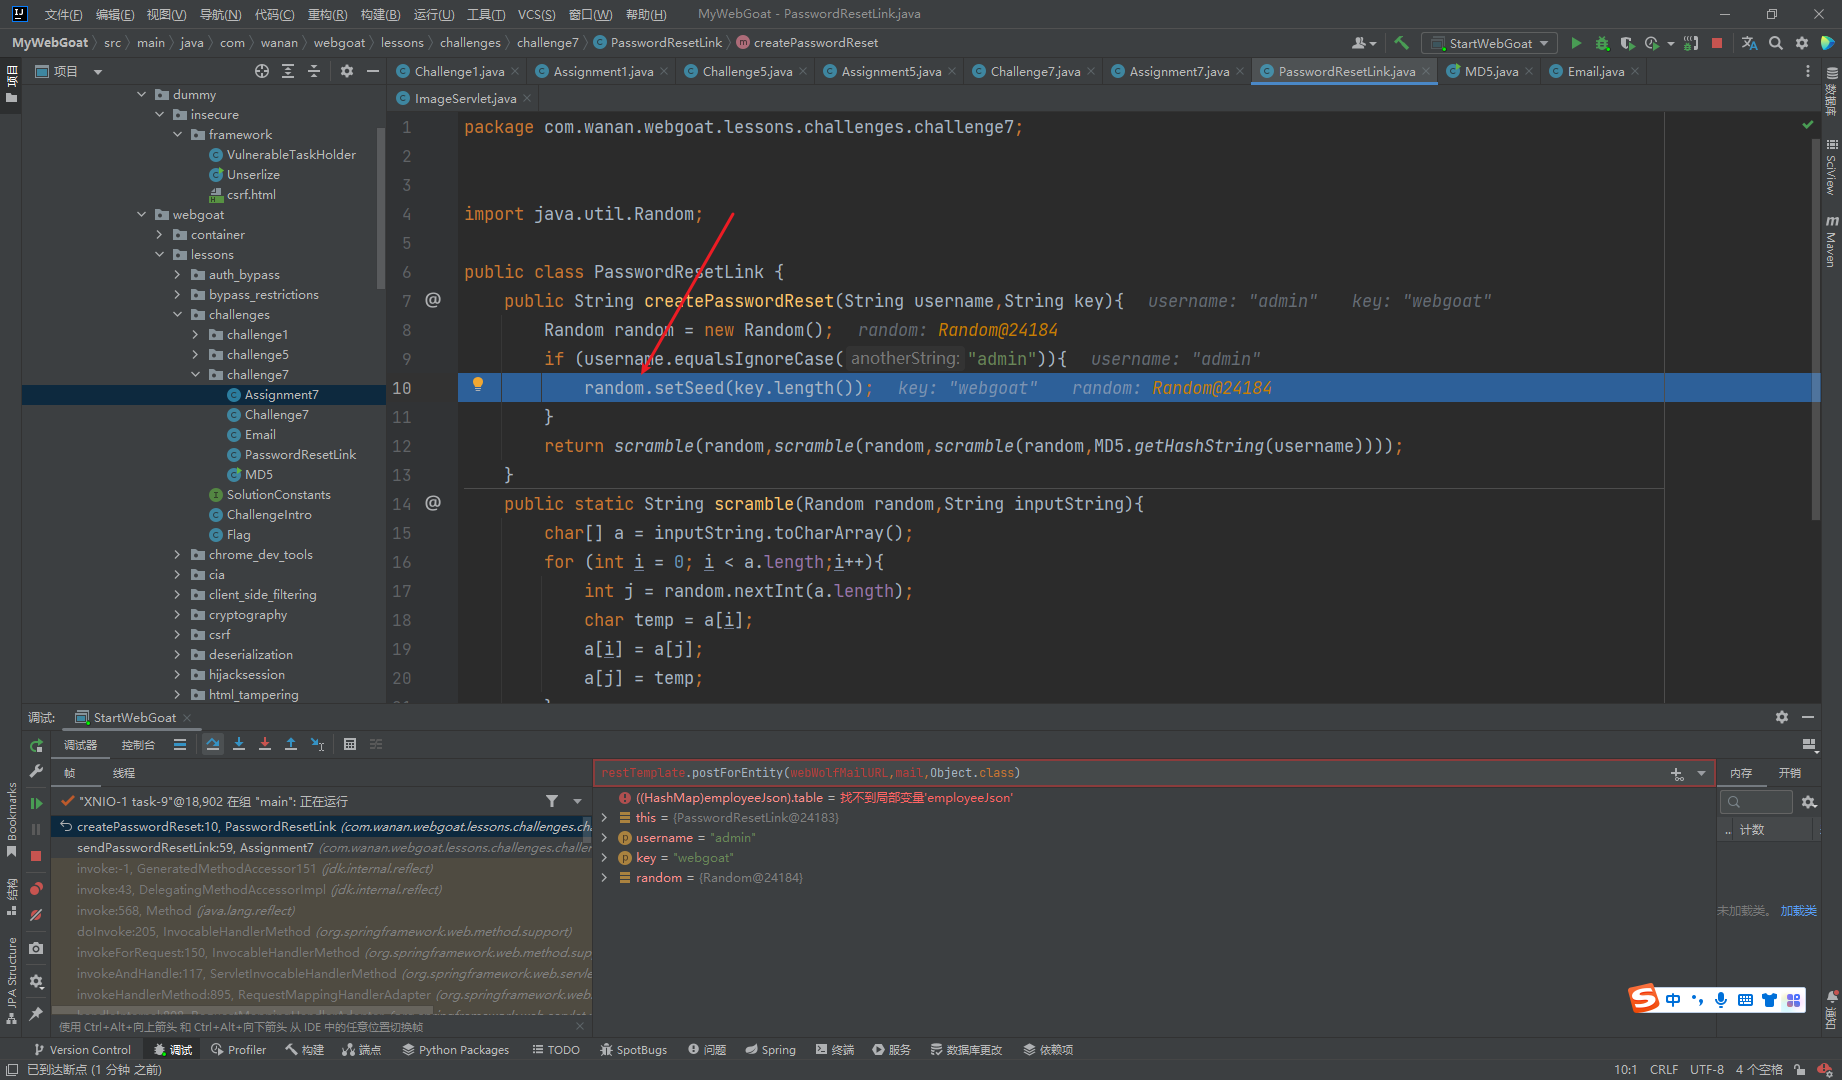 文件(F) 编辑(E) 视图(V) 导航(N) 代码(C) 重构(R) 构建(B) 运行(U) 工具(T) VCS(S) 窗口(W) 帮助(H) MyWebGoat - PasswordResetLink.java
MyWebGoat src main java com wanan webgoat lessons challenges challenge7 PasswordResetLink createPasswordReset StartWebGoat
项目 Challenge1.java Assignment1.java Challenge5.java Assignment5.java Challenge7.java Assignment7.java PasswordResetLink.java MD5.java Email.java
ImageServlet.java
项目
dummy
insecure
framework
VulnerableTaskHolder
Unserlize
csrf.html
webgoat
container
lessons
auth_bypass
bypass_restrictions
challenges
challenge1
challenge5
challenge7
Assignment7
Challenge7
Email
PasswordResetLink
MD5
SolutionConstants
ChallengeIntro
Flag
chrome_dev_tools
cia
client_side_filtering
cryptography
csrf
deserialization
hijacksession
html_tampering
1 package com.wanan.webgoat.lessons.challenges.challenge7;
2
3
4 import java.util.Random;
5
6 public class PasswordResetLink {
7 @ public String createPasswordReset(String username,String key){ username: "admin" key: "webgoat"
8 Random random = new Random(); random: Random@24184
9 if (username.equalsIgnoreCase( anotherString: "admin")){ username: "admin"
10 random.setSeed(key.length()); key: "webgoat" random: Random@24184
11 }
12 return scramble(random,scramble(random,scramble(random,MD5.getHashString(username))));
13 }
14 @ public static String scramble(Random random,String inputString){
15 char[] a = inputString.toCharArray();
16 for (int i = 0; i < a.length;i++){
17 int j = random.nextInt(a.length);
18 char temp = a[i];
19 a[i] = a[j];
20 a[j] = temp;
数据库
SciView
Maven
通知
调试: StartWebGoat
调试器 控制台
帧 线程
"XNIO-1 task-9"@18,902 在组 "main": 正在运行
createPasswordReset:10, PasswordResetLink (com.wanan.webgoat.lessons.challenges.ch
sendPasswordResetLink:59, Assignment7 (com.wanan.webgoat.lessons.challenges.challen
invoke:-1, GeneratedMethodAccessor151 (jdk.internal.reflect)
invoke:43, DelegatingMethodAccessorImpl (jdk.internal.reflect)
invoke:568, Method (java.lang.reflect)
doInvoke:205, InvocableHandlerMethod (org.springframework.web.method.support)
invokeForRequest:150, InvocableHandlerMethod (org.springframework.web.method.sup
invokeAndHandle:117, ServletInvocableHandlerMethod (org.springframework.web.servle
invokeHandlerMethod:895, RequestMappingHandlerAdapter (org.springframework.web.
使用 Ctrl+Alt+向上箭头 和 Ctrl+Alt+向下箭头 从 IDE 中的任意位置切换帧
restTemplate.postForEntity(webWolfMailURL,mail,Object.class)
((HashMap)employeeJson).table = 找不到局部变量'employeeJson'
this = {PasswordResetLink@24183}
username = "admin"
key = "webgoat"
random = {Random@24184}
内存 开销
.. 计数
未加载类。 加载类
中
Bookmarks
结构
JPA Structure
Version Control 调试 Profiler 构建 端点 Python Packages TODO SpotBugs 问题 Spring 终端 服务 数据库更改 依赖项
已到达断点 (1 分钟 之前) 10:1 CRLF UTF-8 4 个空格